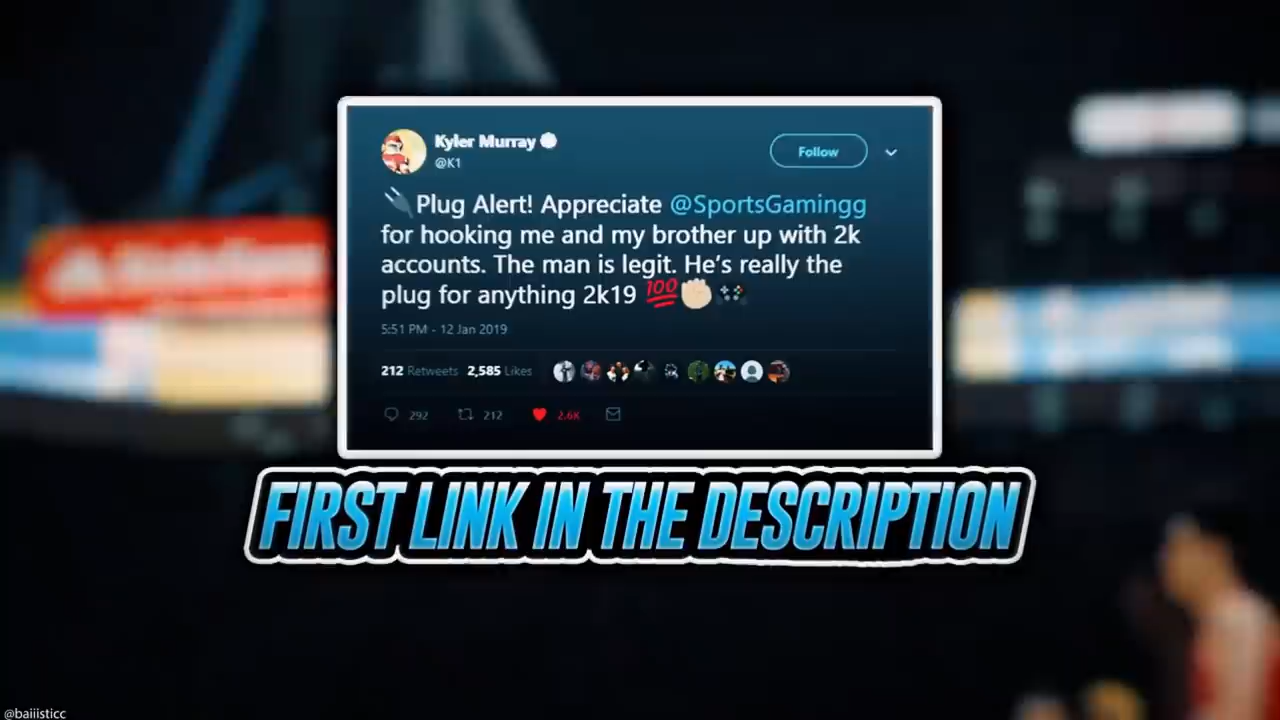 Kyler Murray
@K1
Follow
Plug Alert! Appreciate @SportsGamingg
for hooking me and my brother up with 2k
accounts. The man is legit. He's really the
plug for anything 2k19 💯✊🏻🎮
5:51 PM - 12 Jan 2019
212 Retweets 2,585 Likes
292 212 2.6K
FIRST LINK IN THE DESCRIPTION
@baiiisticc